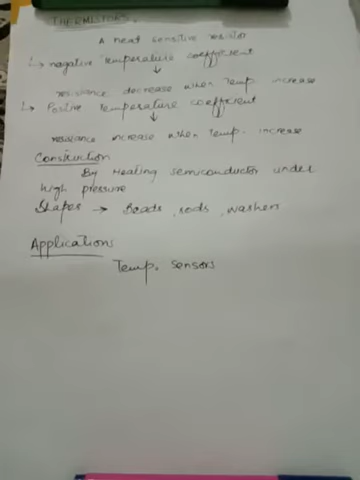 THERMISTORS
A heat sensitive resistor
↳ negative temperature coefficient
↓
resistance decrease when Temp. increase
↳ Positive temperature coefficient
↓
resistance increase when Temp. increase
Construction
By Heating semiconductor under
high pressure
Shapes → Beads, rods, washers
Applications
Temp. sensors